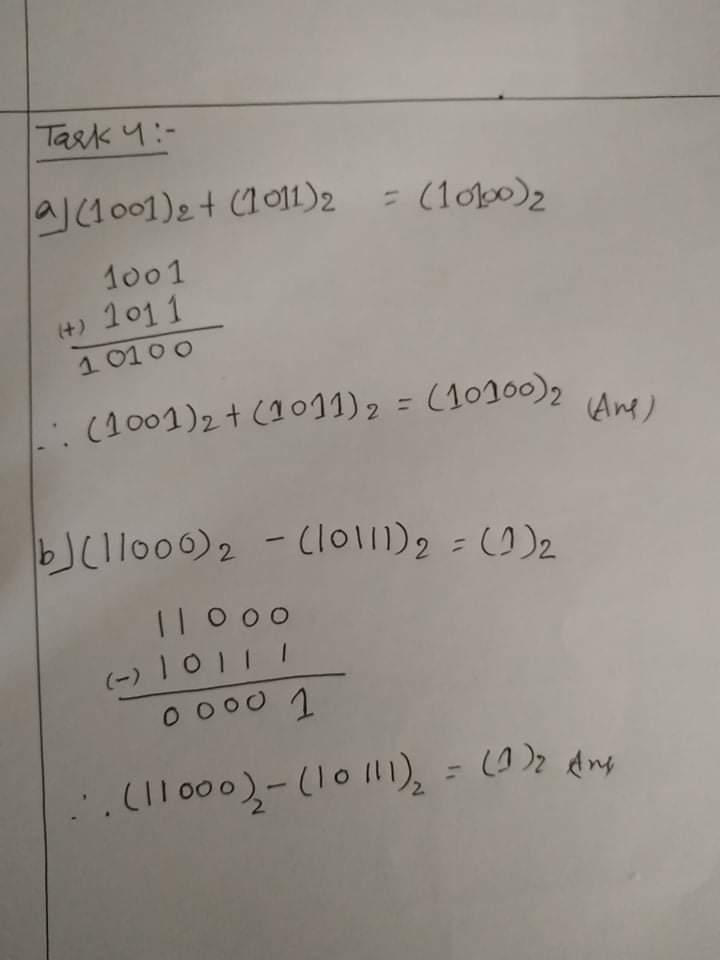 Task 4:-
a) (1001)2 + (1011)2 = (10100)2
1001
(+) 1011
10100
∴ (1001)2 + (1011)2 = (10100)2 (Ans)
b) (11000)2 - (10111)2 = (1)2
11000
(-) 10111
00001
∴ (11000)2 - (10111)2 = (1)2 Ans